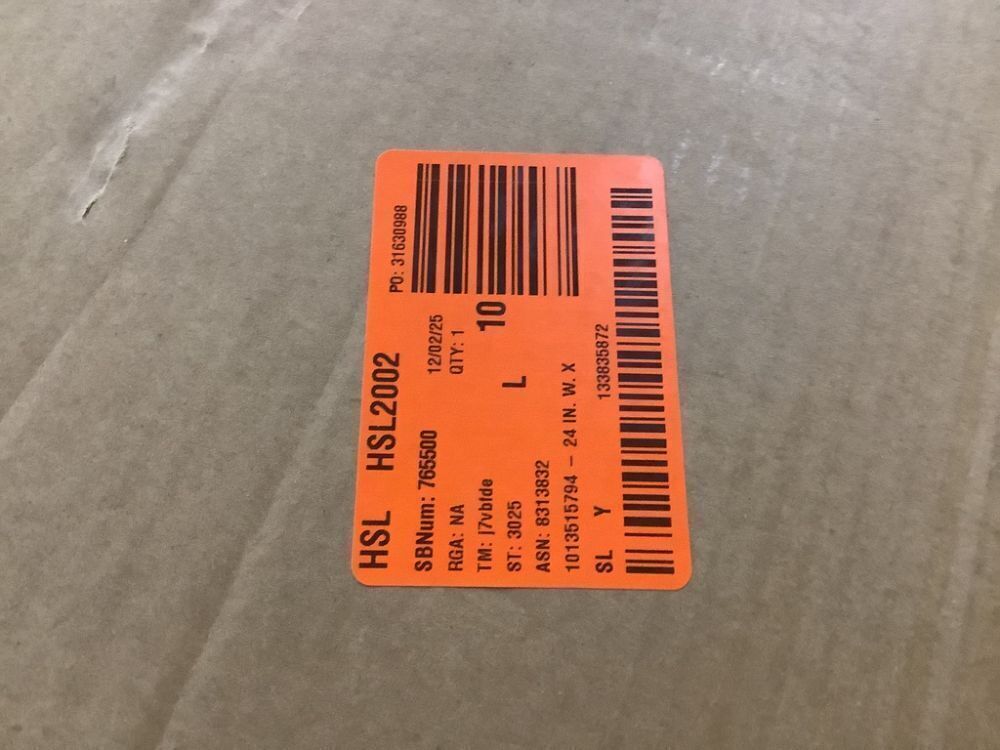 HSL HSL2002
PO: 31630988
SBNum: 765500 12/02/25
RGA: NA QTY: 1
TM: j7vbfde 10
ST: 3025 L
ASN: 8313832
1013515794 - 24 IN. W. X
SL Y 133835872